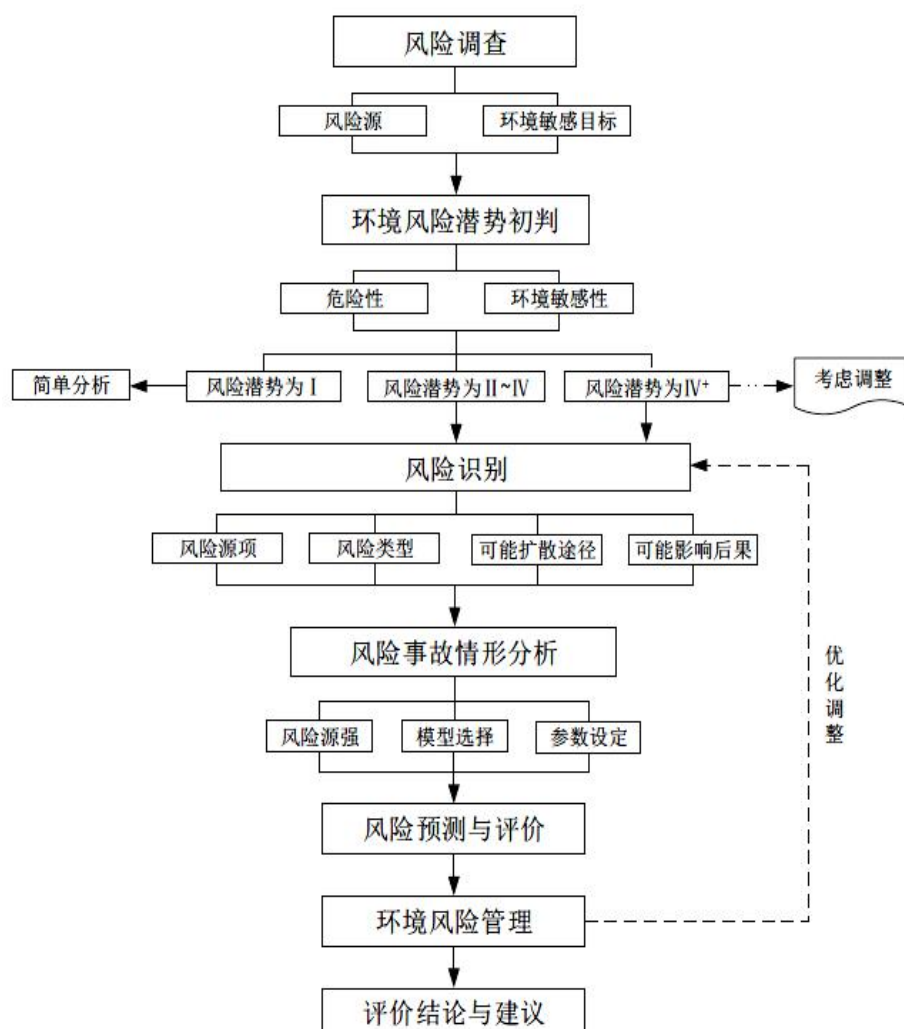 风险调查
风险源
环境敏感目标
环境风险潜势初判
危险性
环境敏感性
简单分析
风险潜势为Ⅰ
风险潜势为Ⅱ~Ⅳ
风险潜势为Ⅳ+
考虑调整
风险识别
风险源项
风险类型
可能扩散途径
可能影响后果
风险事故情形分析
优化调整
风险源强
模型选择
参数设定
风险预测与评价
环境风险管理
评价结论与建议